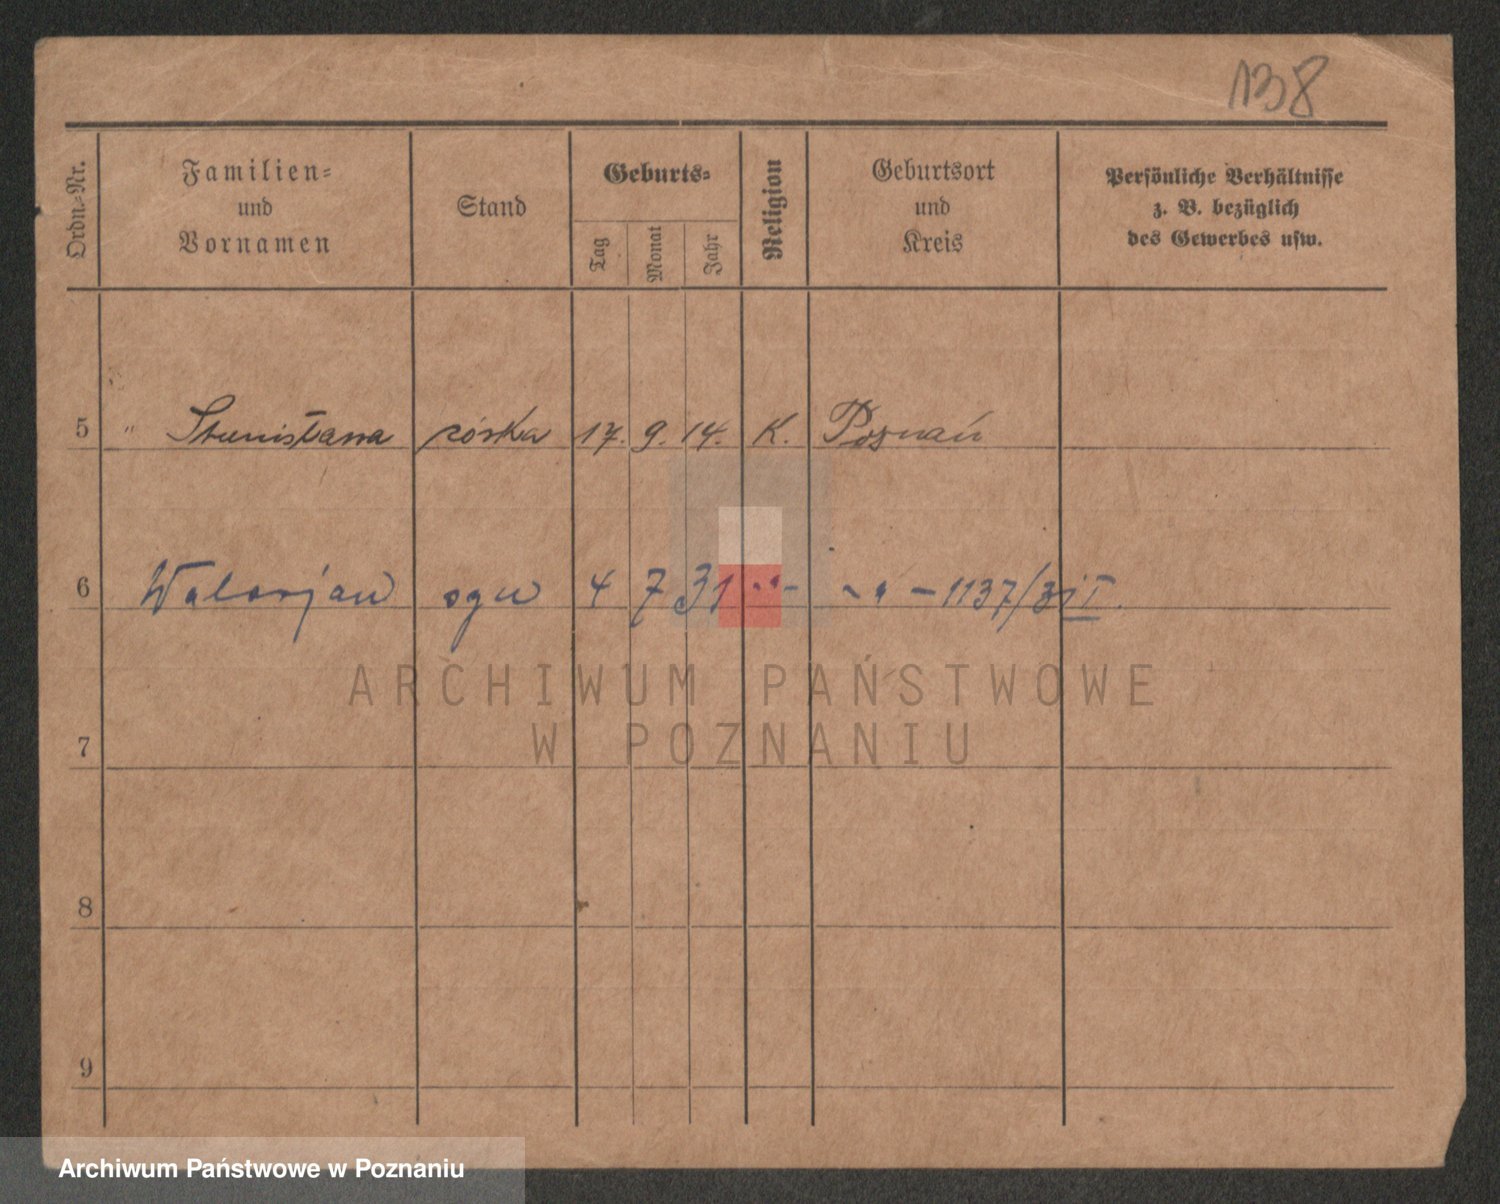 138
Ordn.-Nr.
Familien-
und
Vornamen
Stand
Geburts-
Tag
Monat
Jahr
Religion
Geburtsort
und
Kreis
Persönliche Verhältnisse
z. B. bezüglich
des Gewerbes usw.
5 " Stanisława córka 17. 9. 14. K. Poznań
6 Walerjan syn 4 7 31 -"- -"- 1137/31 I.
ARCHIWUM PAŃSTWOWE
W POZNANIU
7
8
9
Archiwum Państwowe w Poznaniu